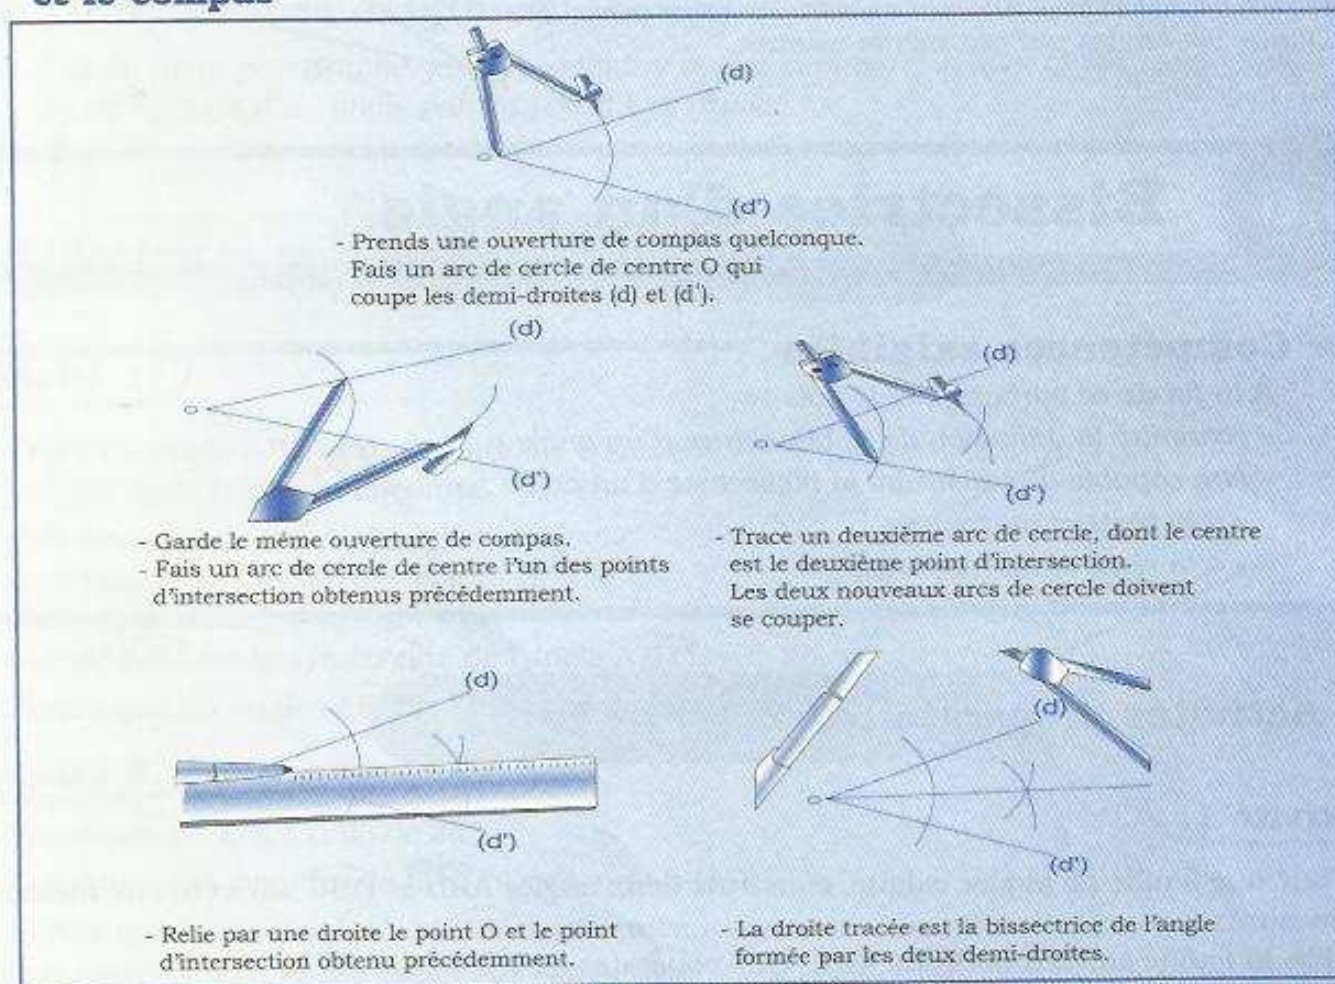 et le compas
(d)
O
(d')
- Prends une ouverture de compas quelconque.
Fais un arc de cercle de centre O qui
coupe les demi-droites (d) et (d').
(d)
O
(d')
- Garde le même ouverture de compas.
- Fais un arc de cercle de centre l'un des points
d'intersection obtenus précédemment.
(d)
O
(d')
- Trace un deuxième arc de cercle, dont le centre
est le deuxième point d'intersection.
Les deux nouveaux arcs de cercle doivent
se couper.
(d)
(d')
- Relie par une droite le point O et le point
d'intersection obtenu précédemment.
(d)
O
(d')
- La droite tracée est la bissectrice de l'angle
formée par les deux demi-droites.